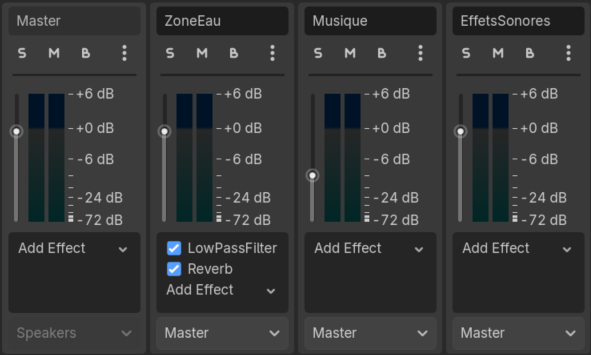 Master
S M B
+6 dB
+0 dB
-6 dB
-24 dB
-72 dB
Add Effect
Speakers
ZoneEau
S M B
+6 dB
+0 dB
-6 dB
-24 dB
-72 dB
LowPassFilter
Reverb
Add Effect
Master
Musique
S M B
+6 dB
+0 dB
-6 dB
-24 dB
-72 dB
Add Effect
Master
EffetsSonores
S M B
+6 dB
+0 dB
-6 dB
-24 dB
-72 dB
Add Effect
Master